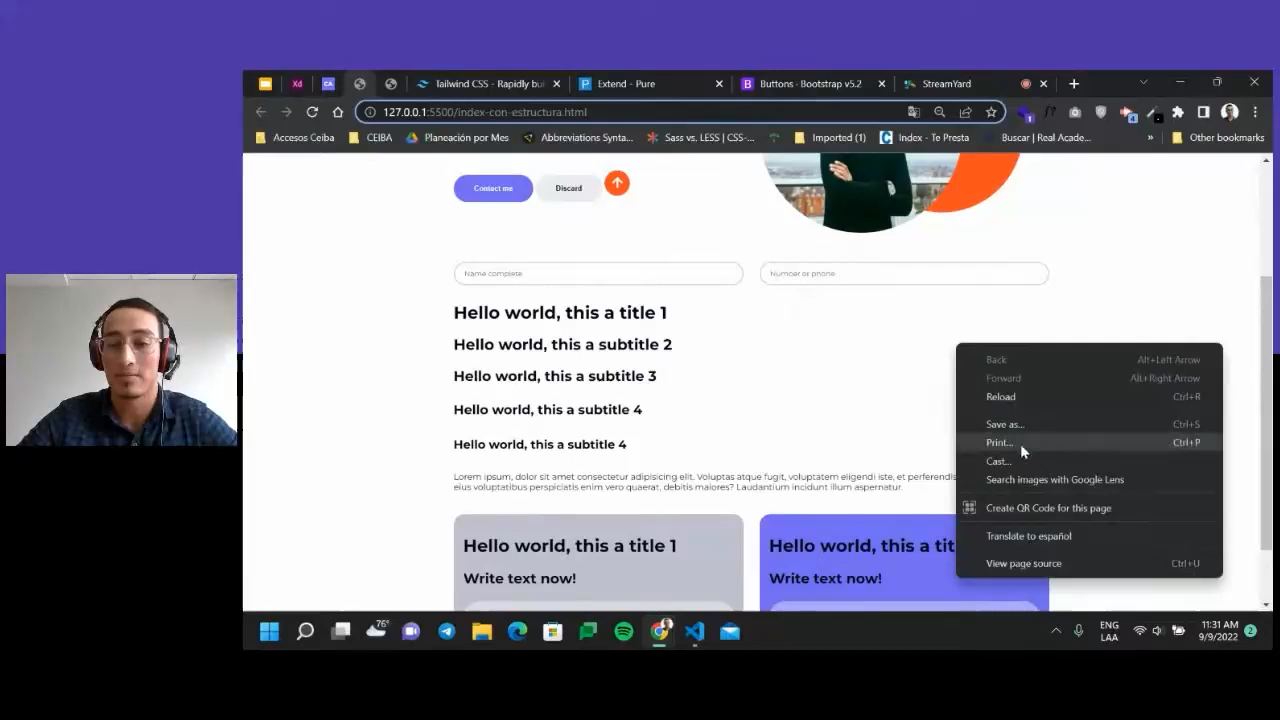 Xd
CA
Tailwind CSS - Rapidly bu
P
Extend - Pure
B
Buttons · Bootstrap v5.2
StreamYard
127.0.0.1:5500/index-con-estructura.html
Accesos Ceiba
CEIBA
Planeación por Mes
Abbreviations Synta...
Sass vs. LESS | CSS-...
Imported (1)
Index - Te Presta
Buscar | Real Acade...
»
Other bookmarks
Contact me
Discard
Name complete
Number or phone
Hello world, this a title 1
Hello world, this a subtitle 2
Hello world, this a subtitle 3
Hello world, this a subtitle 4
Hello world, this a subtitle 4
Lorem ipsum, dolor sit amet consectetur adipisicing elit. Voluptas atque fugit, voluptatem eligendi iste, et perferendis
eius voluptatibus perspiciatis enim vero quaerat, debitis maiores? Laudantium incidunt illum aspernatur.
Hello world, this a title 1
Write text now!
Hello world, this a tit
Write text now!
Back Alt+Left Arrow
Forward Alt+Right Arrow
Reload Ctrl+R
Save as... Ctrl+S
Print... Ctrl+P
Cast...
Search images with Google Lens
Create QR Code for this page
Translate to español
View page source Ctrl+U
76°
ENG
LAA
11:31 AM
9/9/2022
2